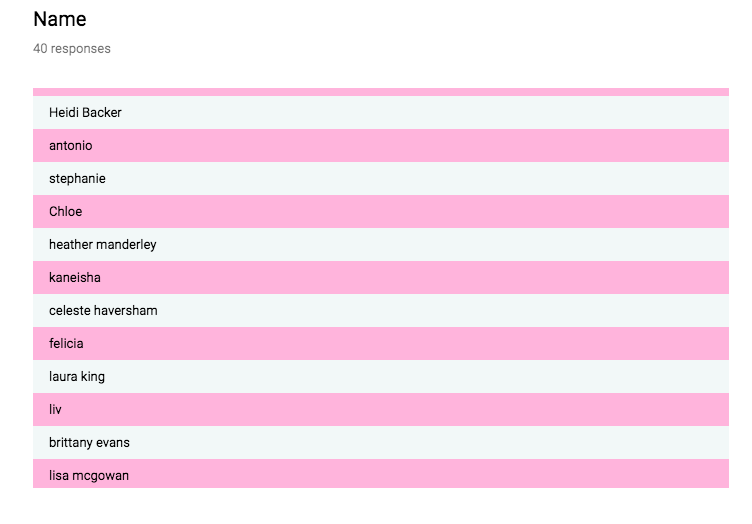 Name
40 responses
Heidi Backer
antonio
stephanie
Chloe
heather manderley
kaneisha
celeste haversham
felicia
laura king
liv
brittany evans
lisa mcgowan